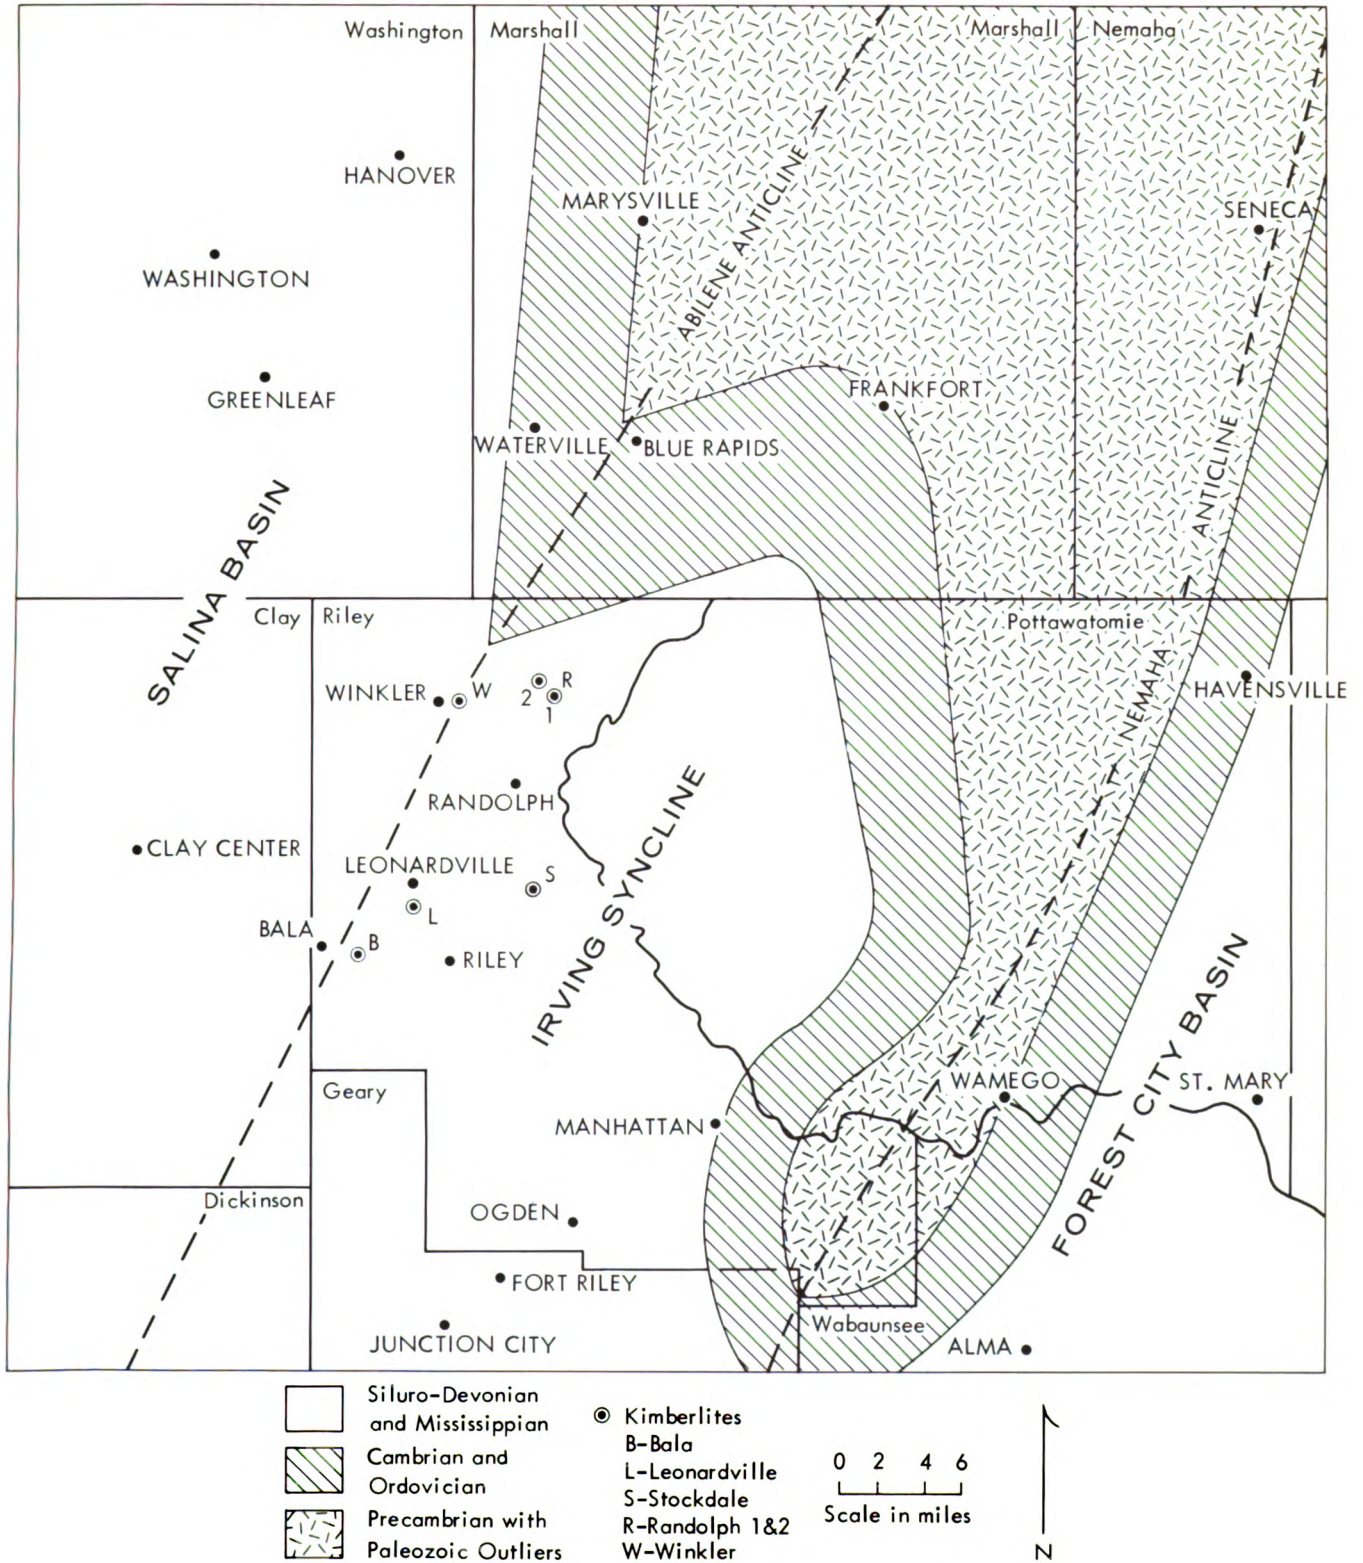 Washington
Marshall
Marshall
Nemaha
HANOVER
MARYSVILLE
SENECA
WASHINGTON
ABILENE ANTICLINE
GREENLEAF
FRANKFORT
WATERVILLE
BLUE RAPIDS
NEMAHA ANTICLINE
SALINA BASIN
Clay
Riley
Pottawatomie
WINKLER
W
2
R
1
HAVENSVILLE
RANDOLPH
CLAY CENTER
LEONARDVILLE
S
L
IRVING SYNCLINE
BALA
B
RILEY
FOREST CITY BASIN
Geary
WAMEGO
ST. MARY
MANHATTAN
Dickinson
OGDEN
FORT RILEY
Wabaunsee
JUNCTION CITY
ALMA
Siluro-Devonian
and Mississippian
Cambrian and
Ordovician
Precambrian with
Paleozoic Outliers
Kimberlites
B-Bala
L-Leonardville
S-Stockdale
R-Randolph 1&2
W-Winkler
0 2 4 6
Scale in miles
N